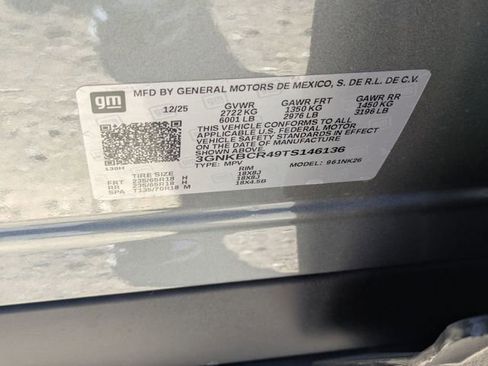 gm
MFD BY GENERAL MOTORS DE MEXICO, S. DE R.L. DE C.V.
12/25 GVWR GAWR FRT GAWR RR
2722 KG 1350 KG 1450 KG
6001 LB 2976 LB 3196 LB
THIS VEHICLE CONFORMS TO ALL APPLICABLE
U.S. FEDERAL MOTOR VEHICLE SAFETY STANDARDS IN EFFECT
ON THE DATE OF MANUFACTURE SHOWN ABOVE.
3GNKBCR49TS146136
TYPE: MPV MODEL: 961NK26
TIRE SIZE RIM
FRT 235/65R18 H 18X8J
RR 235/65R18 H 18X8J
SPA T135/70R18 M 18X4.5B